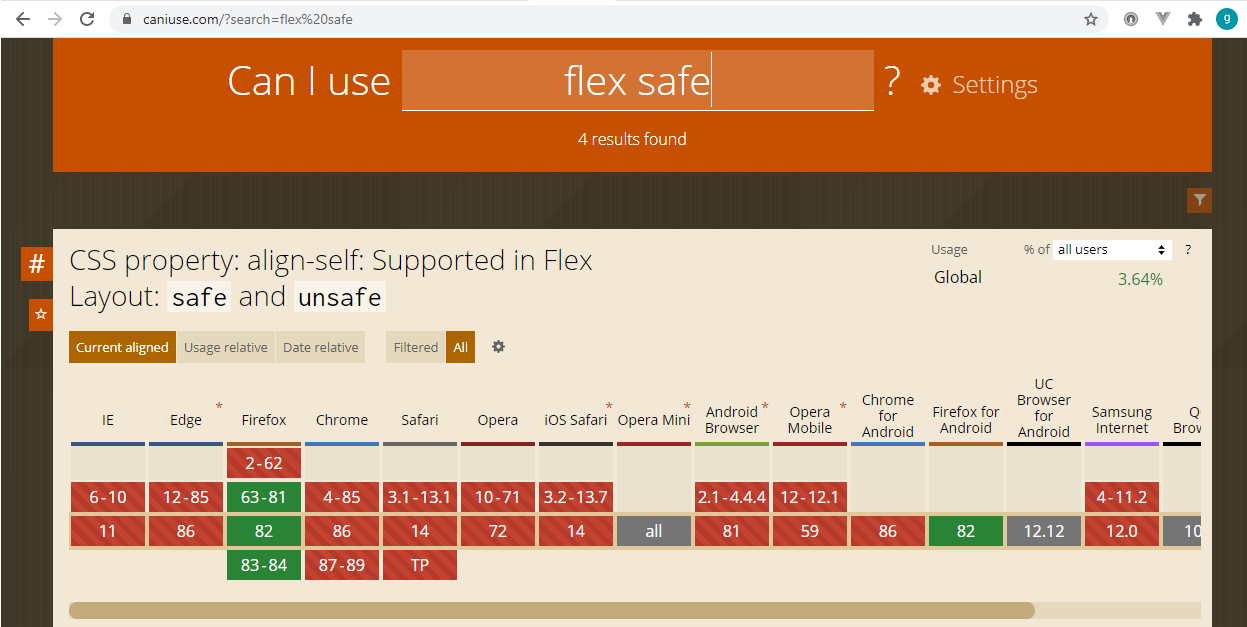 caniuse.com/?search=flex%20safe
g
Can I use flex safe ? Settings
4 results found
# CSS property: align-self: Supported in Flex
Layout: safe and unsafe
Usage % of all users ?
Global 3.64%
Current aligned Usage relative Date relative Filtered All
IE Edge * Firefox Chrome Safari Opera iOS Safari * Opera Mini * Android Browser * Opera Mobile * Chrome for Android Firefox for Android UC Browser for Android Samsung Internet
2-62
6-10 12-85 63-81 4-85 3.1-13.1 10-71 3.2-13.7 2.1-4.4.4 12-12.1 4-11.2
11 86 82 86 14 72 14 all 81 59 86 82 12.12 12.0 10
83-84 87-89 TP